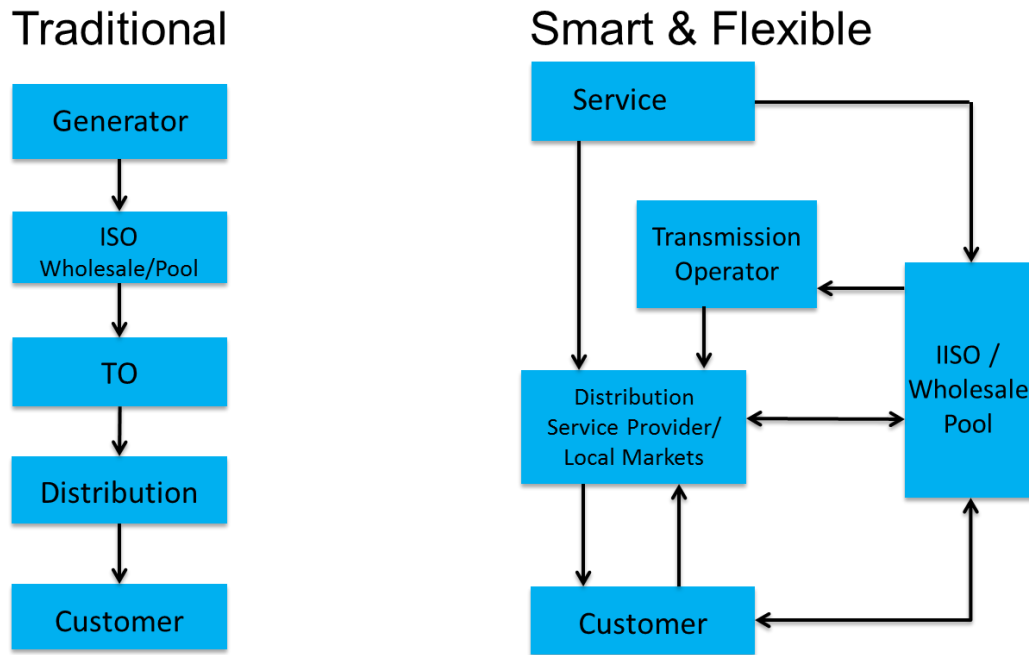 Traditional
Generator
ISO
Wholesale/Pool
TO
Distribution
Customer
Smart & Flexible
Service
Transmission
Operator
Distribution
Service Provider/
Local Markets
IISO /
Wholesale
Pool
Customer